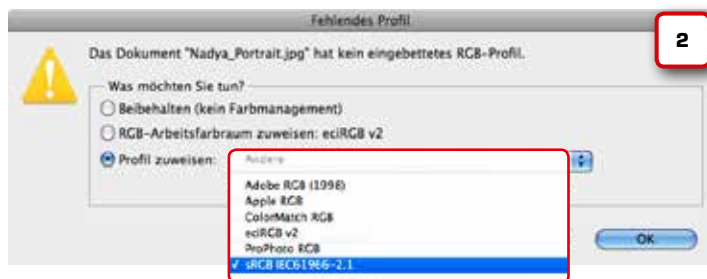 Fehlendes Profil
2
Das Dokument "Nadya_Portrait.jpg" hat kein eingebettetes RGB-Profil.
Was möchten Sie tun?
Beibehalten (kein Farbmanagement)
RGB-Arbeitsfarbraum zuweisen: eciRGB v2
Profil zuweisen:
Andere
Adobe RGB (1998)
Apple RGB
ColorMatch RGB
eciRGB v2
ProPhoto RGB
✓ sRGB IEC61966-2.1
OK